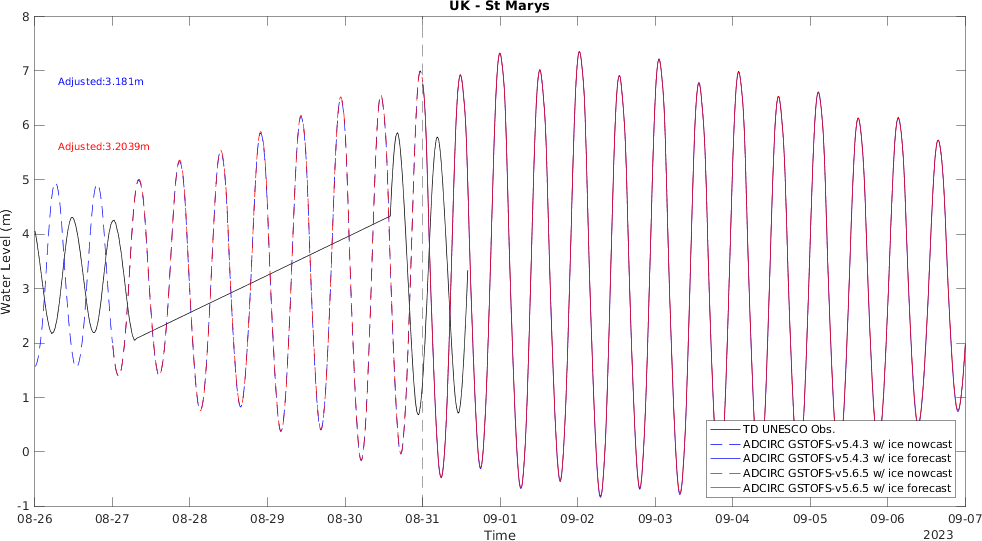 UK - St Marys
8
7
6
5
4
3
2
1
0
-1
Water Level (m)
Adjusted:3.181m
Adjusted:3.2039m
TD UNESCO Obs.
ADCIRC GSTOFS-v5.4.3 w/ ice nowcast
ADCIRC GSTOFS-v5.4.3 w/ ice forecast
ADCIRC GSTOFS-v5.6.5 w/ ice nowcast
ADCIRC GSTOFS-v5.6.5 w/ ice forecast
08-26 08-27 08-28 08-29 08-30 08-31 09-01 09-02 09-03 09-04 09-05 09-06 09-07
Time
2023